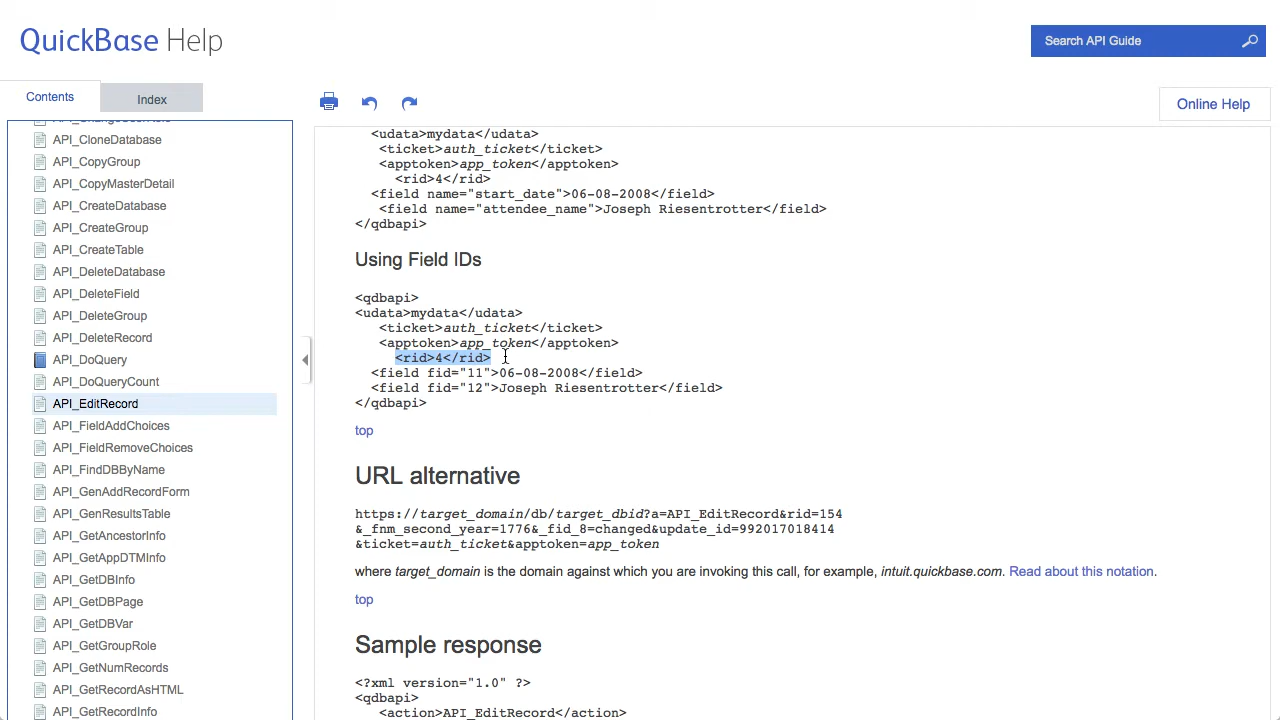 QuickBase Help
Search API Guide
Contents
Index
Online Help
API_CloneDatabase
API_CopyGroup
API_CopyMasterDetail
API_CreateDatabase
API_CreateGroup
API_CreateTable
API_DeleteDatabase
API_DeleteField
API_DeleteGroup
API_DeleteRecord
API_DoQuery
API_DoQueryCount
API_EditRecord
API_FieldAddChoices
API_FieldRemoveChoices
API_FindDBByName
API_GenAddRecordForm
API_GenResultsTable
API_GetAncestorInfo
API_GetAppDTMInfo
API_GetDBInfo
API_GetDBPage
API_GetDBVar
API_GetGroupRole
API_GetNumRecords
API_GetRecordAsHTML
API_GetRecordInfo
<udata>mydata</udata>
<ticket>auth_ticket</ticket>
<apptoken>app_token</apptoken>
<rid>4</rid>
<field name="start_date">06-08-2008</field>
<field name="attendee_name">Joseph Riesentrotter</field>
</qdbapi>
Using Field IDs
<qdbapi>
<udata>mydata</udata>
<ticket>auth_ticket</ticket>
<apptoken>app_token</apptoken>
<rid>4</rid>
<field fid="11">06-08-2008</field>
<field fid="12">Joseph Riesentrotter</field>
</qdbapi>
top
URL alternative
https://target_domain/db/target_dbid?a=API_EditRecord&rid=154
&_fnm_second_year=1776&_fid_8=changed&update_id=992017018414
&ticket=auth_ticket&apptoken=app_token
where target_domain is the domain against which you are invoking this call, for example, intuit.quickbase.com. Read about this notation.
top
Sample response
<?xml version="1.0" ?>
<qdbapi>
<action>API_EditRecord</action>